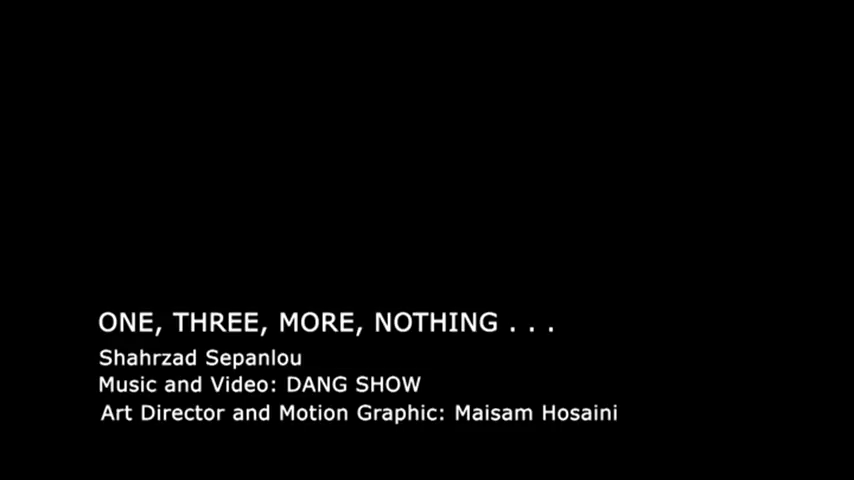 ONE, THREE, MORE, NOTHING . . .
Shahrzad Sepanlou
Music and Video: DANG SHOW
Art Director and Motion Graphic: Maisam Hosaini